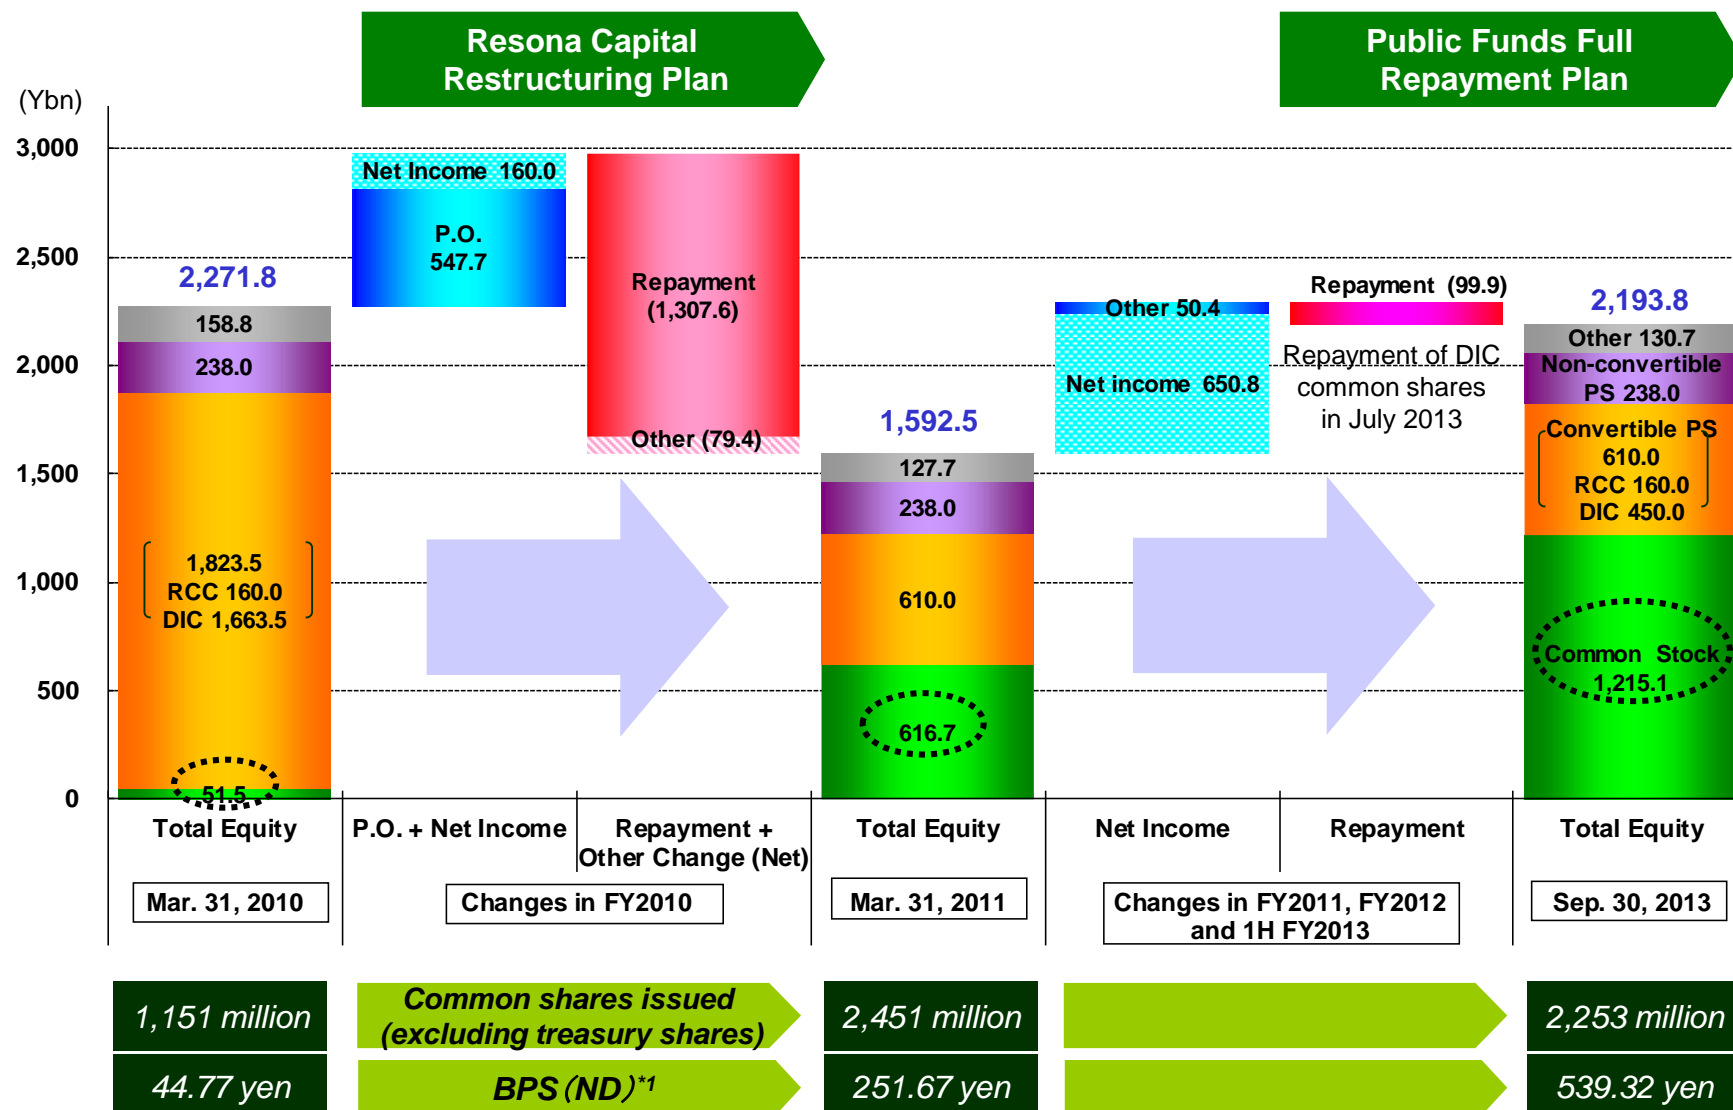 Resona Capital
Restructuring Plan
Public Funds Full
Repayment Plan
(Ybn)
3,000
2,500
2,000
1,500
1,000
500
0
2,271.8
158.8
238.0
1,823.5
RCC 160.0
DIC 1,663.5
51.5
Net Income 160.0
P.O.
547.7
Repayment
(1,307.6)
Other (79.4)
1,592.5
127.7
238.0
610.0
616.7
Other 50.4
Net income 650.8
Repayment (99.9)
Repayment of DIC
common shares
in July 2013
2,193.8
Other 130.7
Non-convertible
PS 238.0
Convertible PS
610.0
RCC 160.0
DIC 450.0
Common Stock
1,215.1
Total Equity
P.O. + Net Income
Repayment +
Other Change (Net)
Total Equity
Net Income
Repayment
Total Equity
Mar. 31, 2010
Changes in FY2010
Mar. 31, 2011
Changes in FY2011, FY2012
and 1H FY2013
Sep. 30, 2013
1,151 million
Common shares issued
(excluding treasury shares)
2,451 million
2,253 million
44.77 yen
BPS（ND）*1
251.67 yen
539.32 yen